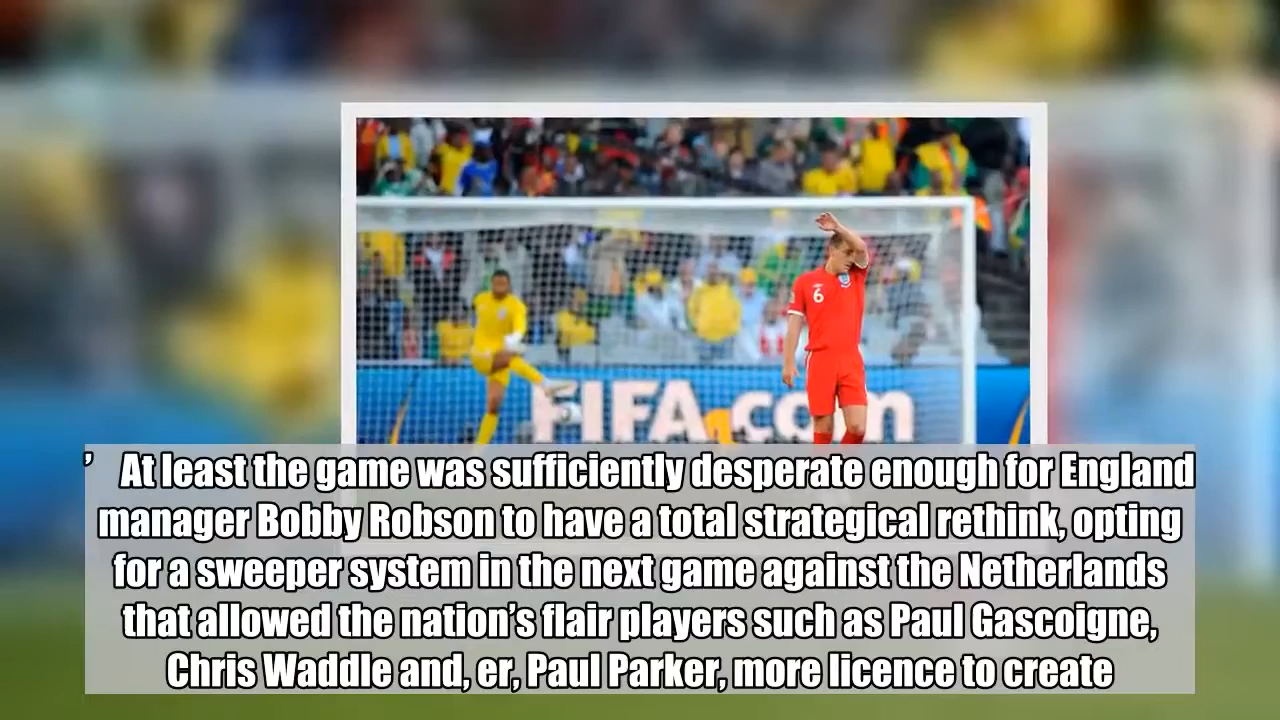 6
FIFA.com
’ At least the game was sufficiently desperate enough for England
manager Bobby Robson to have a total strategical rethink, opting
for a sweeper system in the next game against the Netherlands
that allowed the nation’s flair players such as Paul Gascoigne,
Chris Waddle and, er, Paul Parker, more licence to create